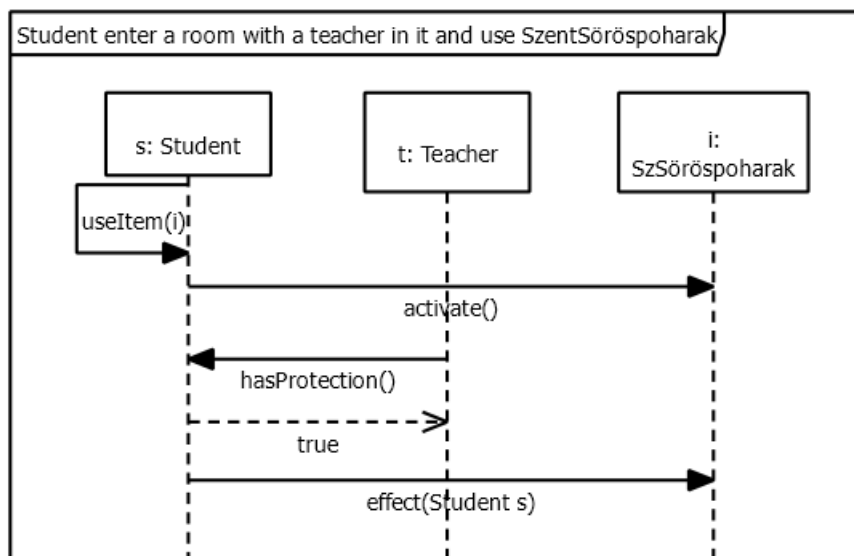 Student enter a room with a teacher in it and use SzentSöröspoharak
s: Student
t: Teacher
i:
SzSöröspoharak
useItem(i)
activate()
hasProtection()
true
effect(Student s)